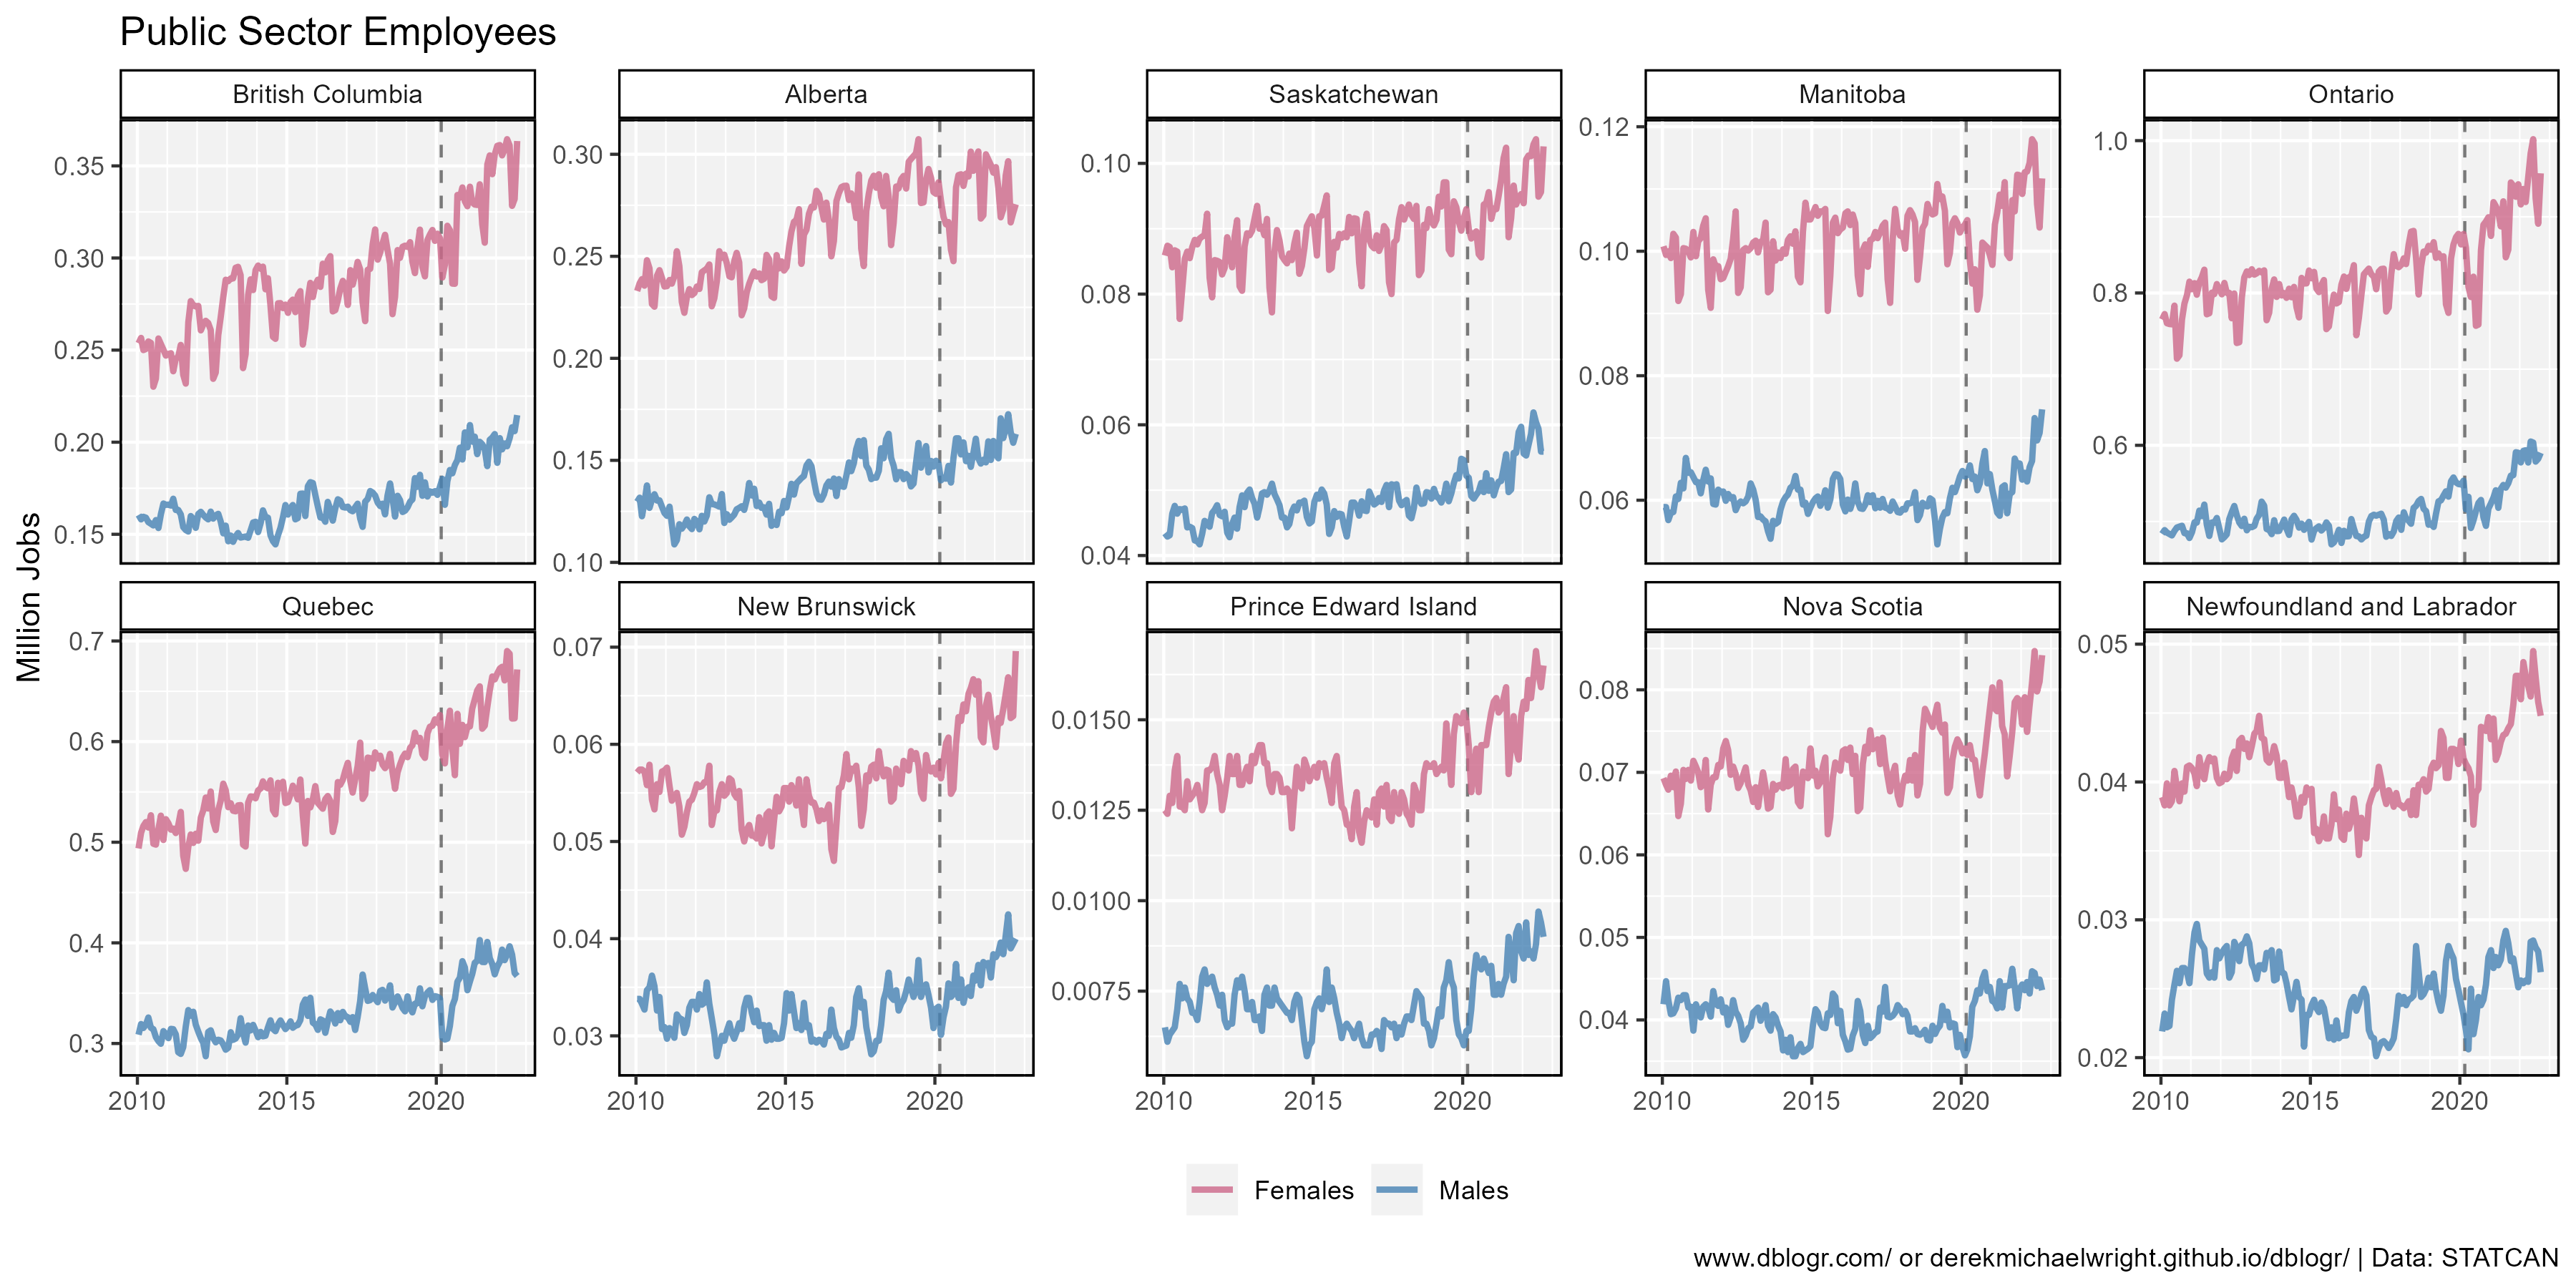 Public Sector Employees
British Columbia
Alberta
Saskatchewan
Manitoba
Ontario
0.35
0.30
0.25
0.20
0.15
0.30
0.25
0.20
0.15
0.10
0.10
0.08
0.06
0.04
0.12
0.10
0.08
0.06
1.0
0.8
0.6
Million Jobs
Quebec
New Brunswick
Prince Edward Island
Nova Scotia
Newfoundland and Labrador
0.7
0.6
0.5
0.4
0.3
0.07
0.06
0.05
0.04
0.03
0.0150
0.0125
0.0100
0.0075
0.08
0.07
0.06
0.05
0.04
0.05
0.04
0.03
0.02
2010 2015 2020
2010 2015 2020
2010 2015 2020
2010 2015 2020
2010 2015 2020
Females Males
www.dblogr.com/ or derekmichaelwright.github.io/dblogr/ | Data: STATCAN